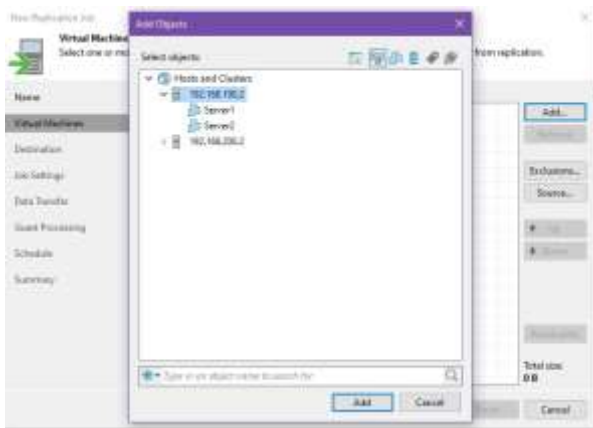 New Replication Job
Add Objects
Virtual Machines
Select one or mo
from replication.
Select objects:
Hosts and Clusters
192.168.190.2
Server1
Server2
192.168.200.2
Name
Virtual Machines
Destination
Job Settings
Data Transfer
Guest Processing
Schedule
Summary
Add...
Exclusions...
Source...
Up
Down
Recalculate
Total size:
0 B
Type in an object name to search for
Add
Cancel
Cancel